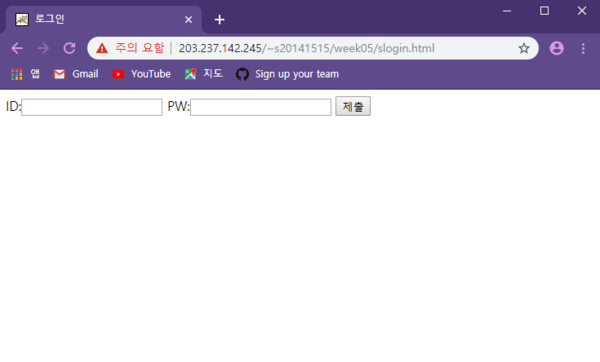 로그인
주의 요함 | 203.237.142.245/~s20141515/week05/slogin.html
앱 Gmail YouTube 지도 Sign up your team
ID: PW: 제출